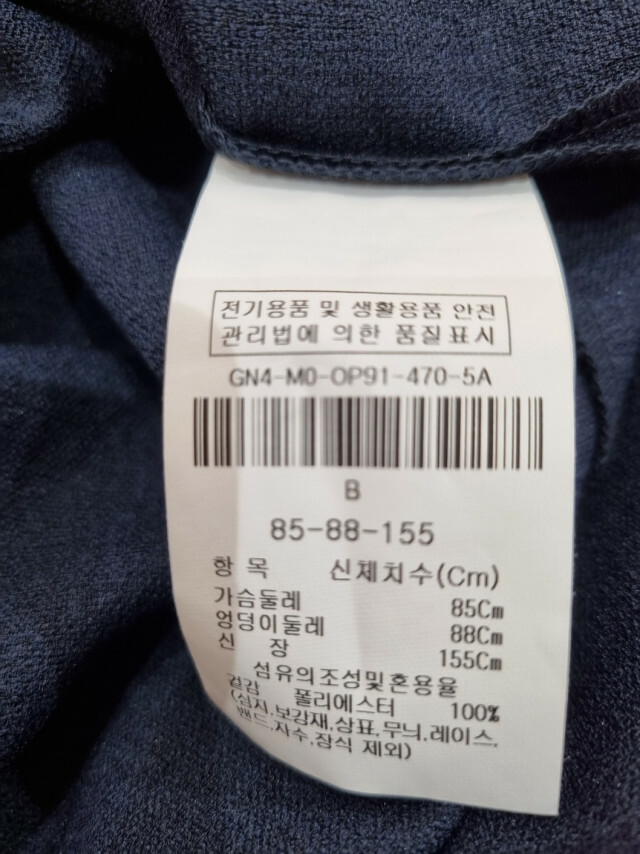 전기용품 및 생활용품 안전
관리법에 의한 품질표시
GN4-M0-OP91-470-5A
B
85-88-155
항 목 신체치수(Cm)
가슴둘레 85Cm
엉덩이둘레 88Cm
신 장 155Cm
섬유의조성및혼용율
겉감 폴리에스터 100%
(심지,보강재,상표,무늬,레이스,
밴드,자수,장식 제외)